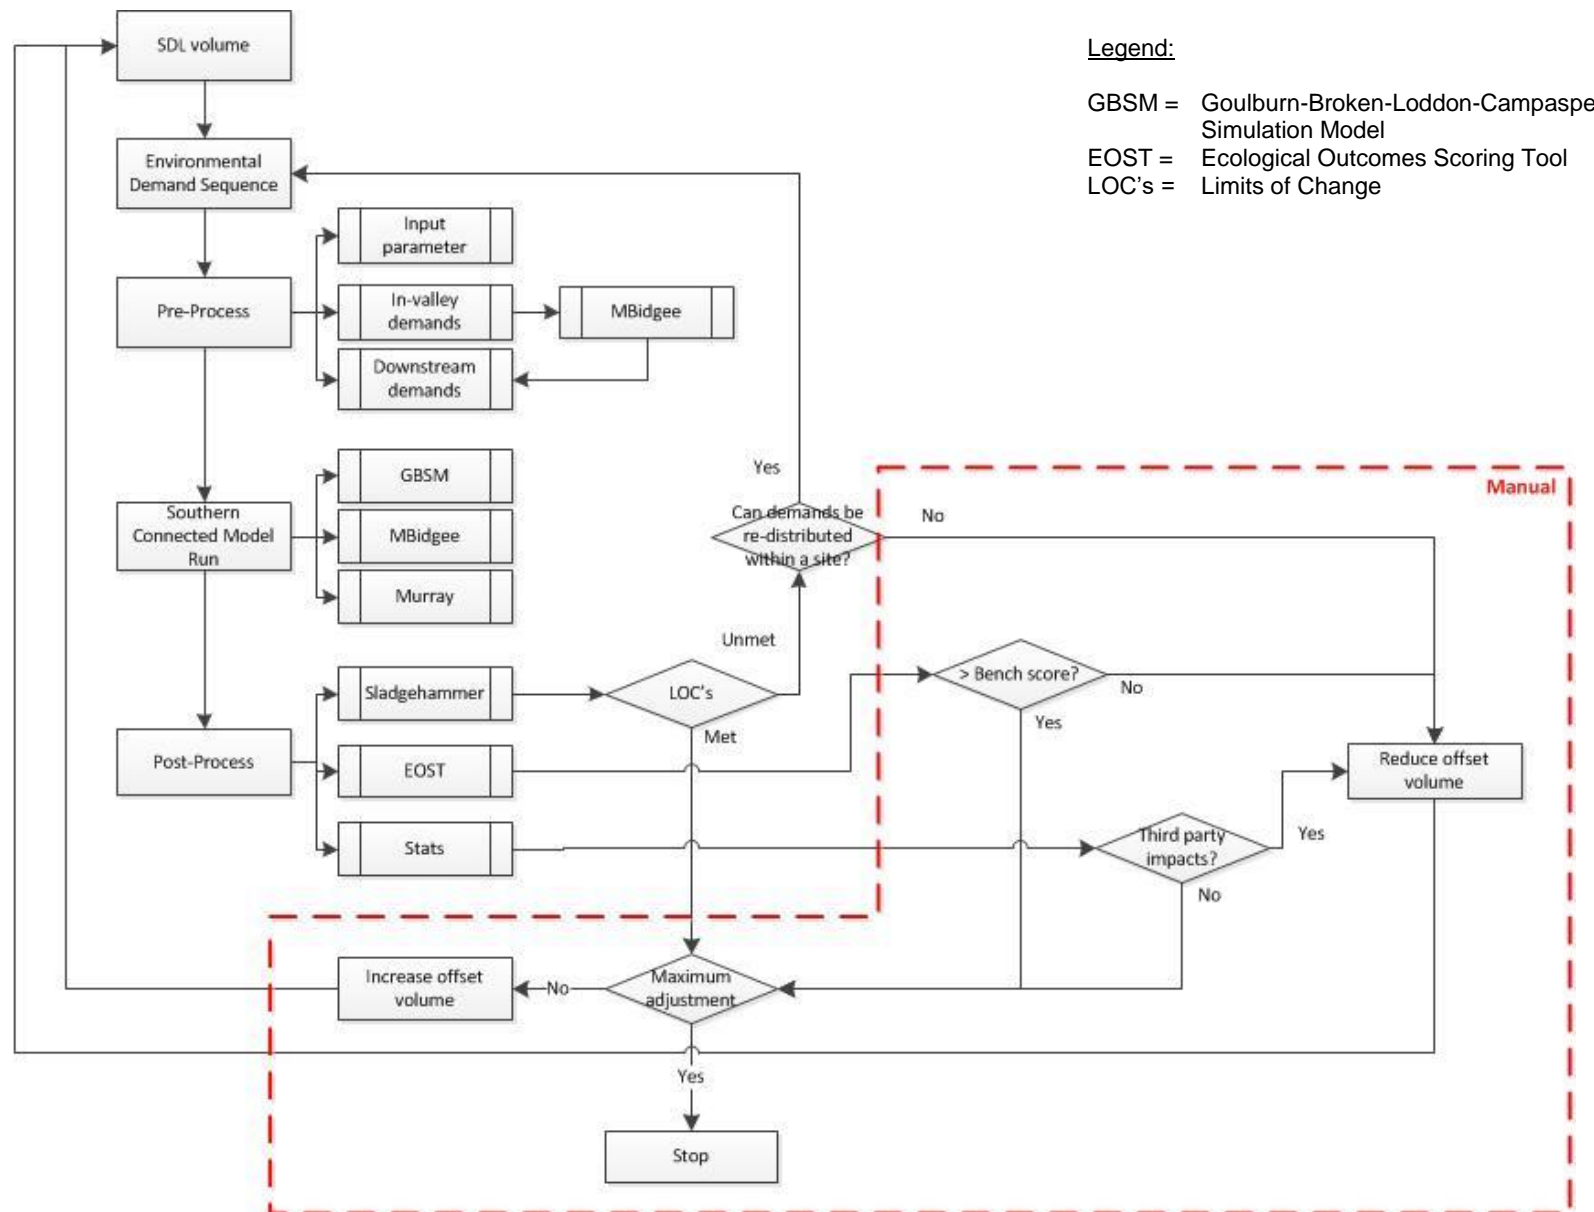 SDL volume
Legend:
GBSM = Goulburn-Broken-Loddon-Campaspe
Simulation Model
EOST = Ecological Outcomes Scoring Tool
LOC's = Limits of Change
Environmental
Demand Sequence
Input
parameter
Pre-Process
In-valley
demands
MBidgee
Downstream
demands
Yes
GBSM
Manual
Southern
Connected Model
Run
MBidgee
Can demands be
re-distributed
within a site?
No
Murray
Unmet
Sladgehammer
LOC's
> Bench score?
No
Met
Yes
Post-Process
EOST
Reduce offset
volume
Stats
Third party
impacts?
Yes
No
Increase offset
volume
No
Maximum
adjustment
Yes
Stop